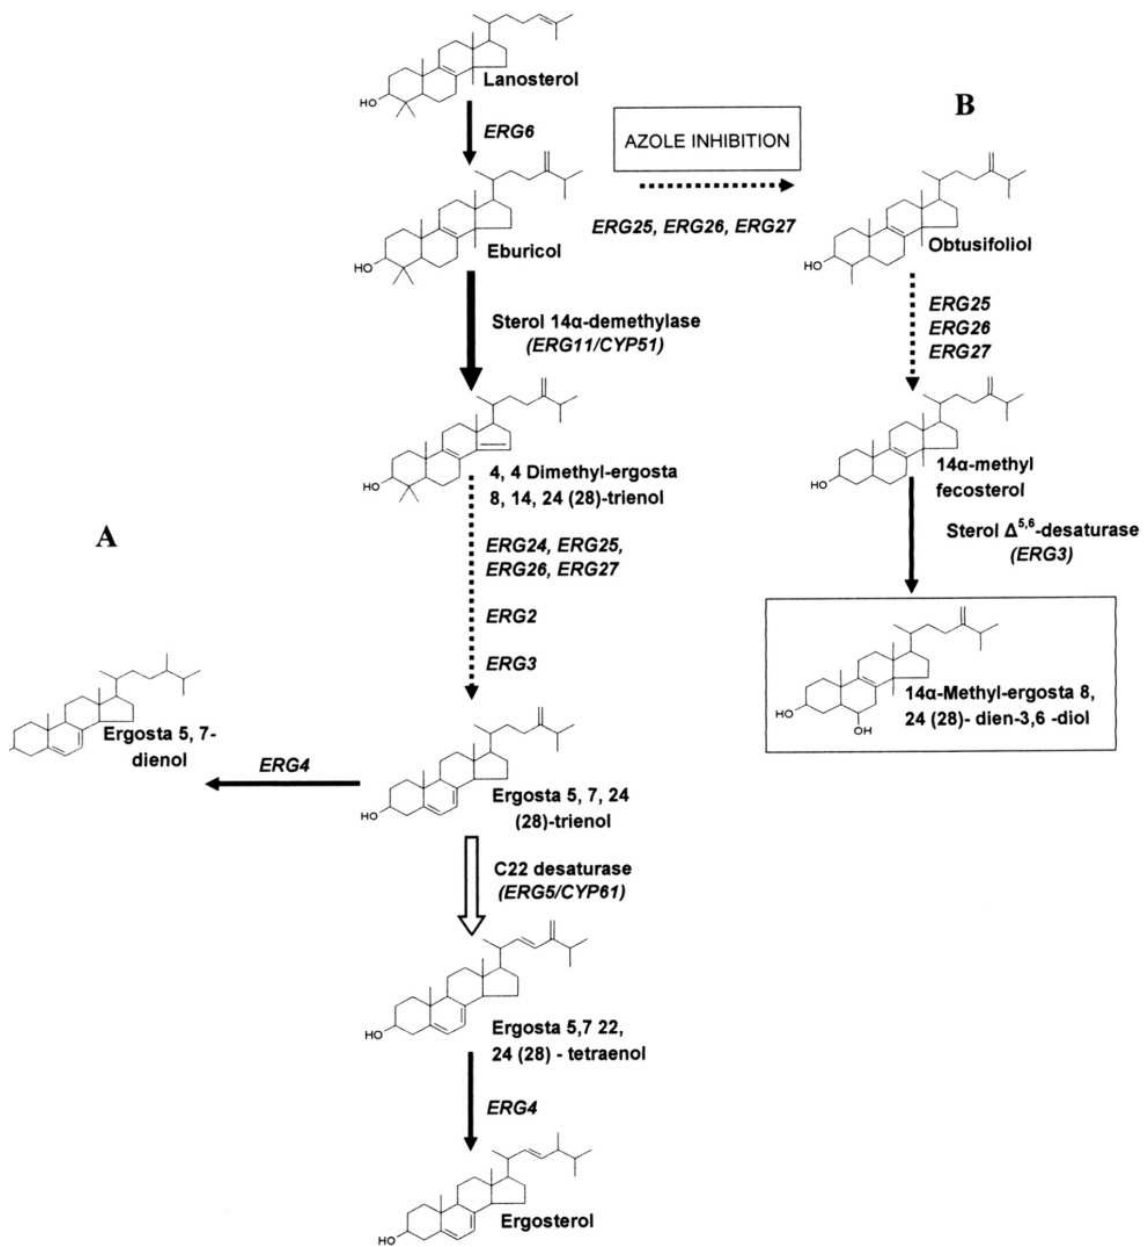 Lanosterol
HO
ERG6
AZOLE INHIBITION
B
ERG25, ERG26, ERG27
Eburicol
HO
Obtusifoliol
HO
Sterol 14α-demethylase
(ERG11/CYP51)
ERG25
ERG26
ERG27
4, 4 Dimethyl-ergosta
8, 14, 24 (28)-trienol
HO
14α-methyl
fecosterol
HO
Sterol Δ5,6-desaturase
(ERG3)
A
ERG24, ERG25,
ERG26, ERG27
ERG2
ERG3
14α-Methyl-ergosta 8,
24 (28)- dien-3,6 -diol
HO
OH
Ergosta 5, 7-
dienol
ERG4
Ergosta 5, 7, 24
(28)-trienol
HO
C22 desaturase
(ERG5/CYP61)
Ergosta 5,7 22,
24 (28) - tetraenol
HO
ERG4
Ergosterol
HO